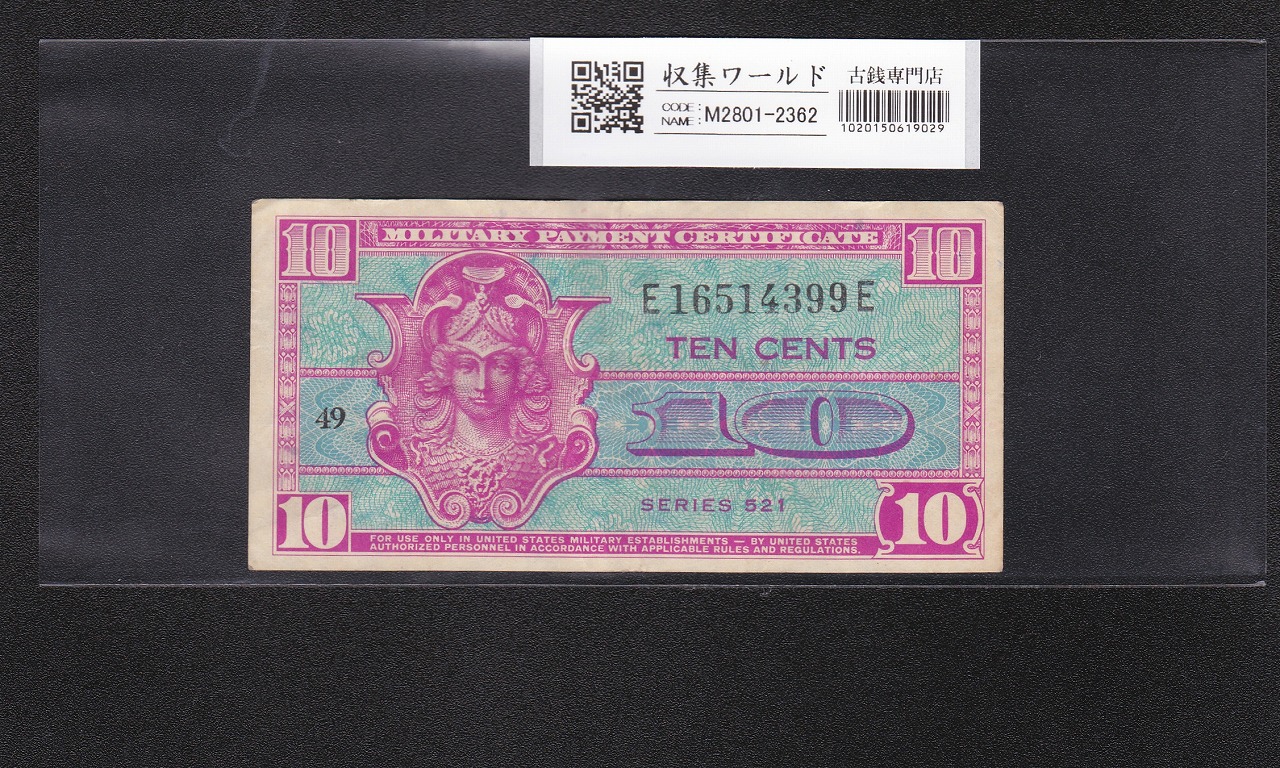 収集ワールド 古銭専門店
CODE:
NAME: M2801-2362
1020150619029
10 MILITARY PAYMENT CERTIFICATE 10
E16514399E
TEN CENTS
49
10
SERIES 521
10
10
FOR USE ONLY IN UNITED STATES MILITARY ESTABLISHMENTS — BY UNITED STATES
AUTHORIZED PERSONNEL IN ACCORDANCE WITH APPLICABLE RULES AND REGULATIONS.